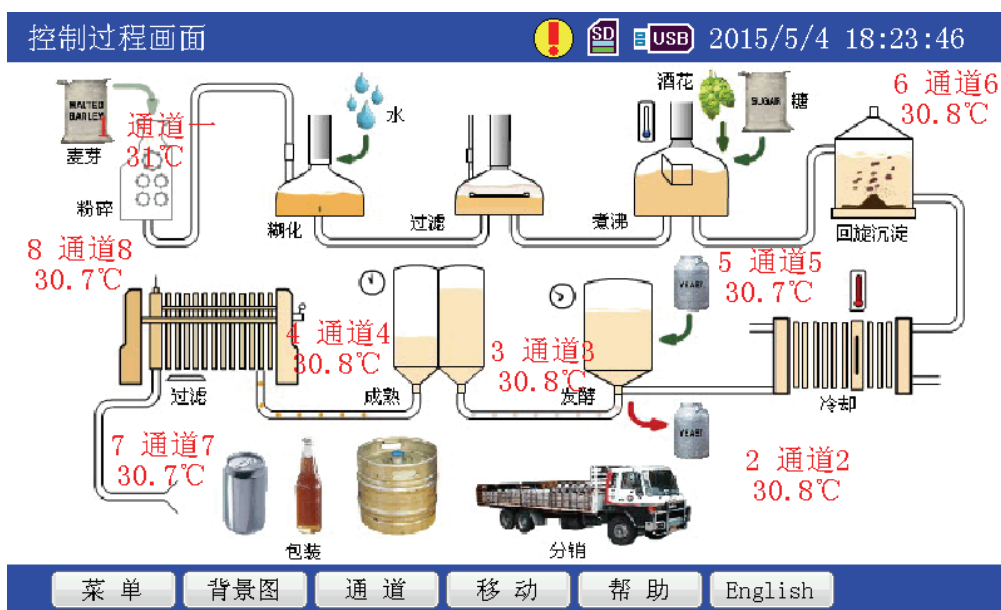 控制过程画面
!
SD
USB
2015/5/4 18:23:46
MALTED
BARLEY
麦芽
1 通道一
31℃
粉碎
水
糊化
过滤
酒花
SUGAR
糖
煮沸
6 通道6
30.8℃
回旋沉淀
8 通道8
30.7℃
过滤
4 通道4
30.8℃
成熟
3 通道3
30.8℃
发酵
YEAST
5 通道5
30.7℃
冷却
YEAST
7 通道7
30.7℃
2 通道2
30.8℃
包装
分销
菜 单
背景图
通 道
移 动
帮 助
English